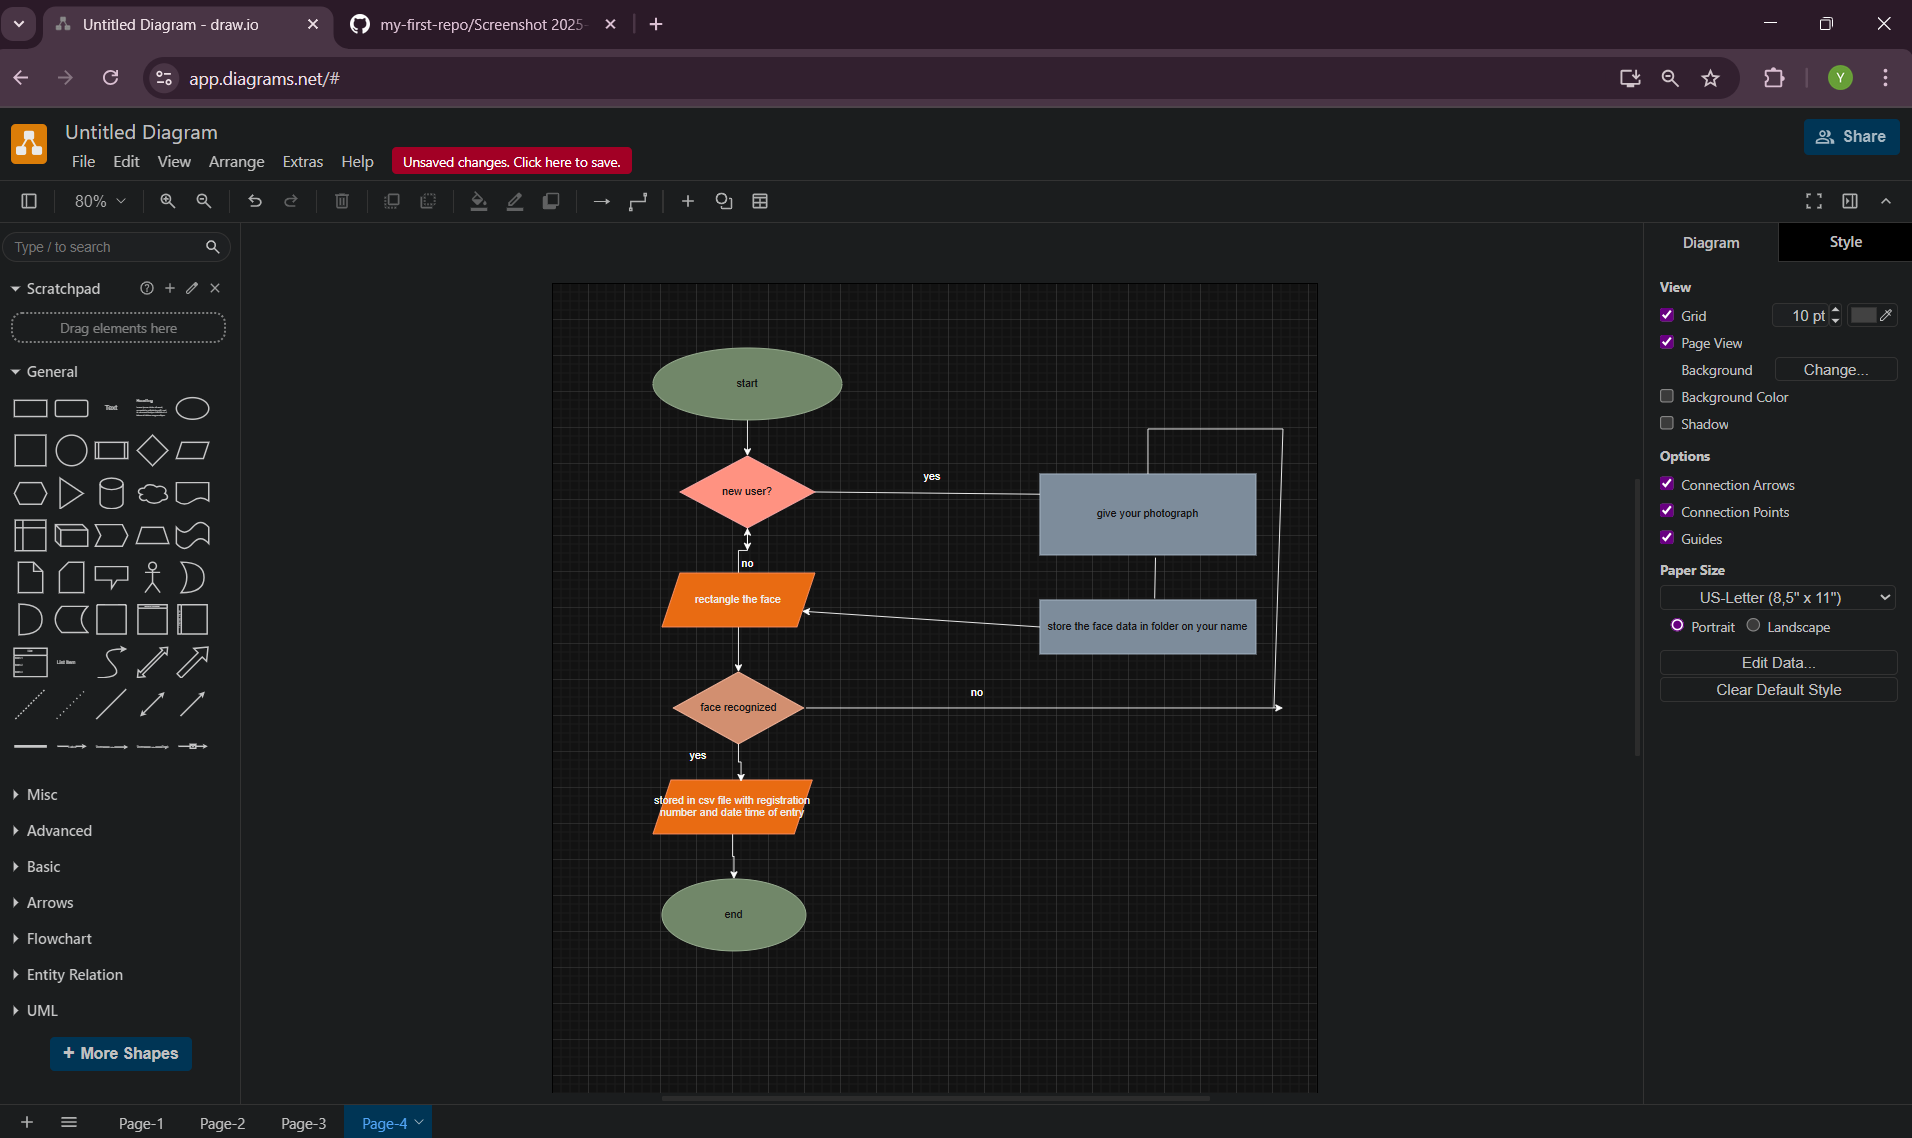 Untitled Diagram - draw.io
my-first-repo/Screenshot 2025-
app.diagrams.net/#
Y
Untitled Diagram
File Edit View Arrange Extras Help
Unsaved changes. Click here to save.
Share
80%
Type / to search
Scratchpad
Drag elements here
General
Text
Heading
List Item
Misc
Advanced
Basic
Arrows
Flowchart
Entity Relation
UML
+ More Shapes
start
new user?
yes
give your photograph
no
rectangle the face
store the face data in folder on your name
face recognized
no
yes
stored in csv file with registration
number and date time of entry
end
Diagram
Style
View
Grid
10 pt
Page View
Background
Change...
Background Color
Shadow
Options
Connection Arrows
Connection Points
Guides
Paper Size
US-Letter (8,5" x 11")
Portrait
Landscape
Edit Data...
Clear Default Style
Page-1
Page-2
Page-3
Page-4